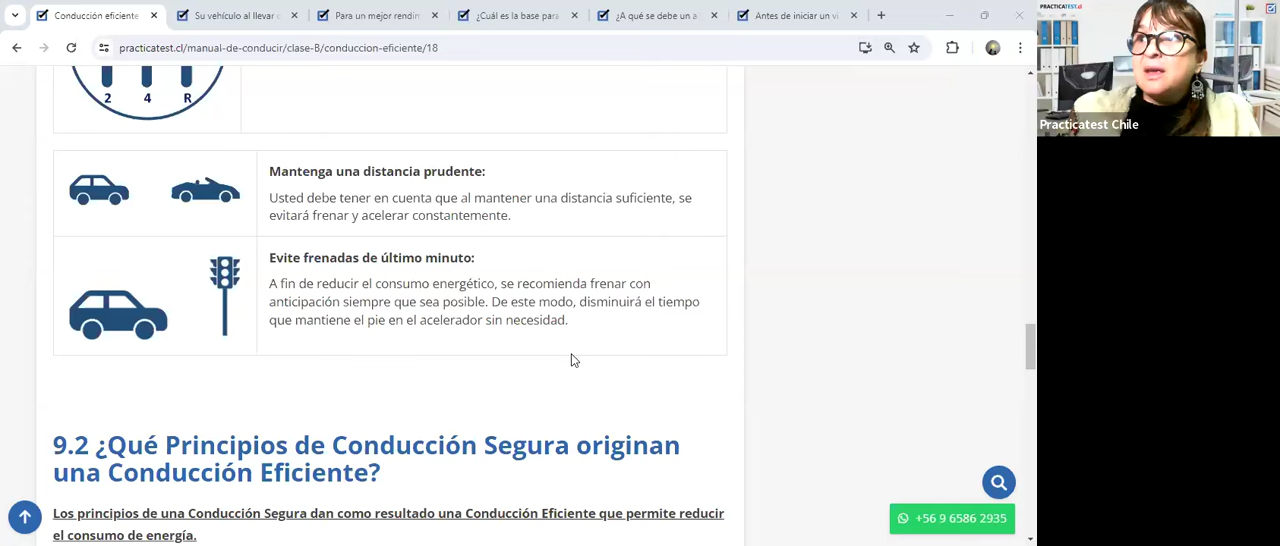 Conducción eficiente
Su vehículo al llevar c
Para un mejor rendin
¿Cuál es la base para
¿A qué se debe un a
Antes de iniciar un vi
practicatest.cl/manual-de-conducir/clase-B/conduccion-eficiente/18
PRACTICATEST.cl
Practicatest Chile
2 4 R
Mantenga una distancia prudente:
Usted debe tener en cuenta que al mantener una distancia suficiente, se
evitará frenar y acelerar constantemente.
Evite frenadas de último minuto:
A fin de reducir el consumo energético, se recomienda frenar con
anticipación siempre que sea posible. De este modo, disminuirá el tiempo
que mantiene el pie en el acelerador sin necesidad.
9.2 ¿Qué Principios de Conducción Segura originan
una Conducción Eficiente?
Los principios de una Conducción Segura dan como resultado una Conducción Eficiente que permite reducir
el consumo de energía.
+56 9 6586 2935